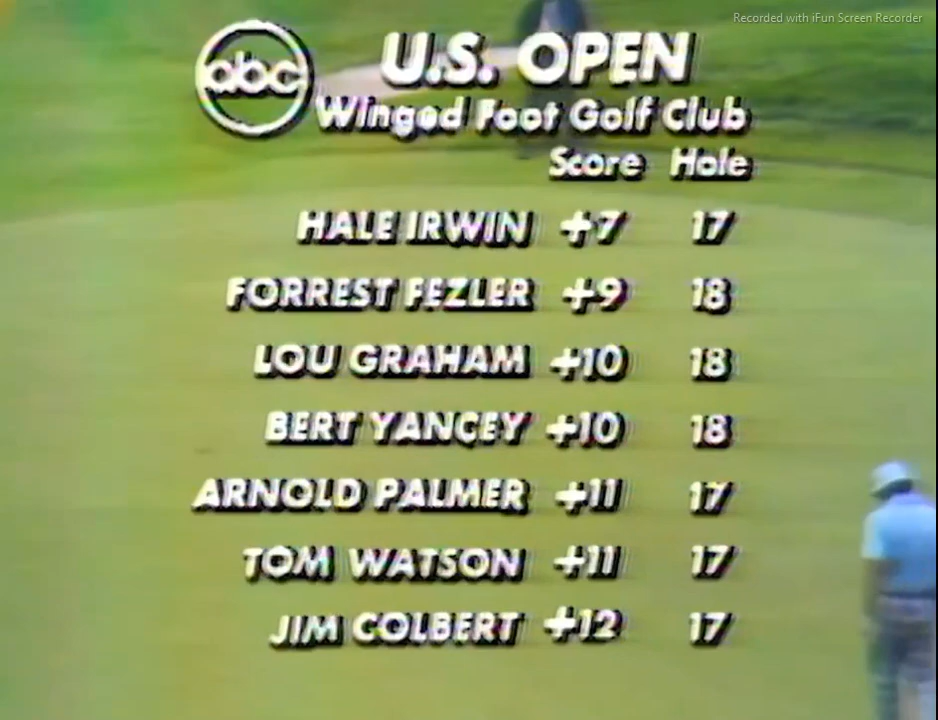 Recorded with iFun Screen Recorder
abc
U.S. OPEN
Winged Foot Golf Club
Score Hole
HALE IRWIN +7 17
FORREST FEZLER +9 18
LOU GRAHAM +10 18
BERT YANCEY +10 18
ARNOLD PALMER +11 17
TOM WATSON +11 17
JIM COLBERT +12 17